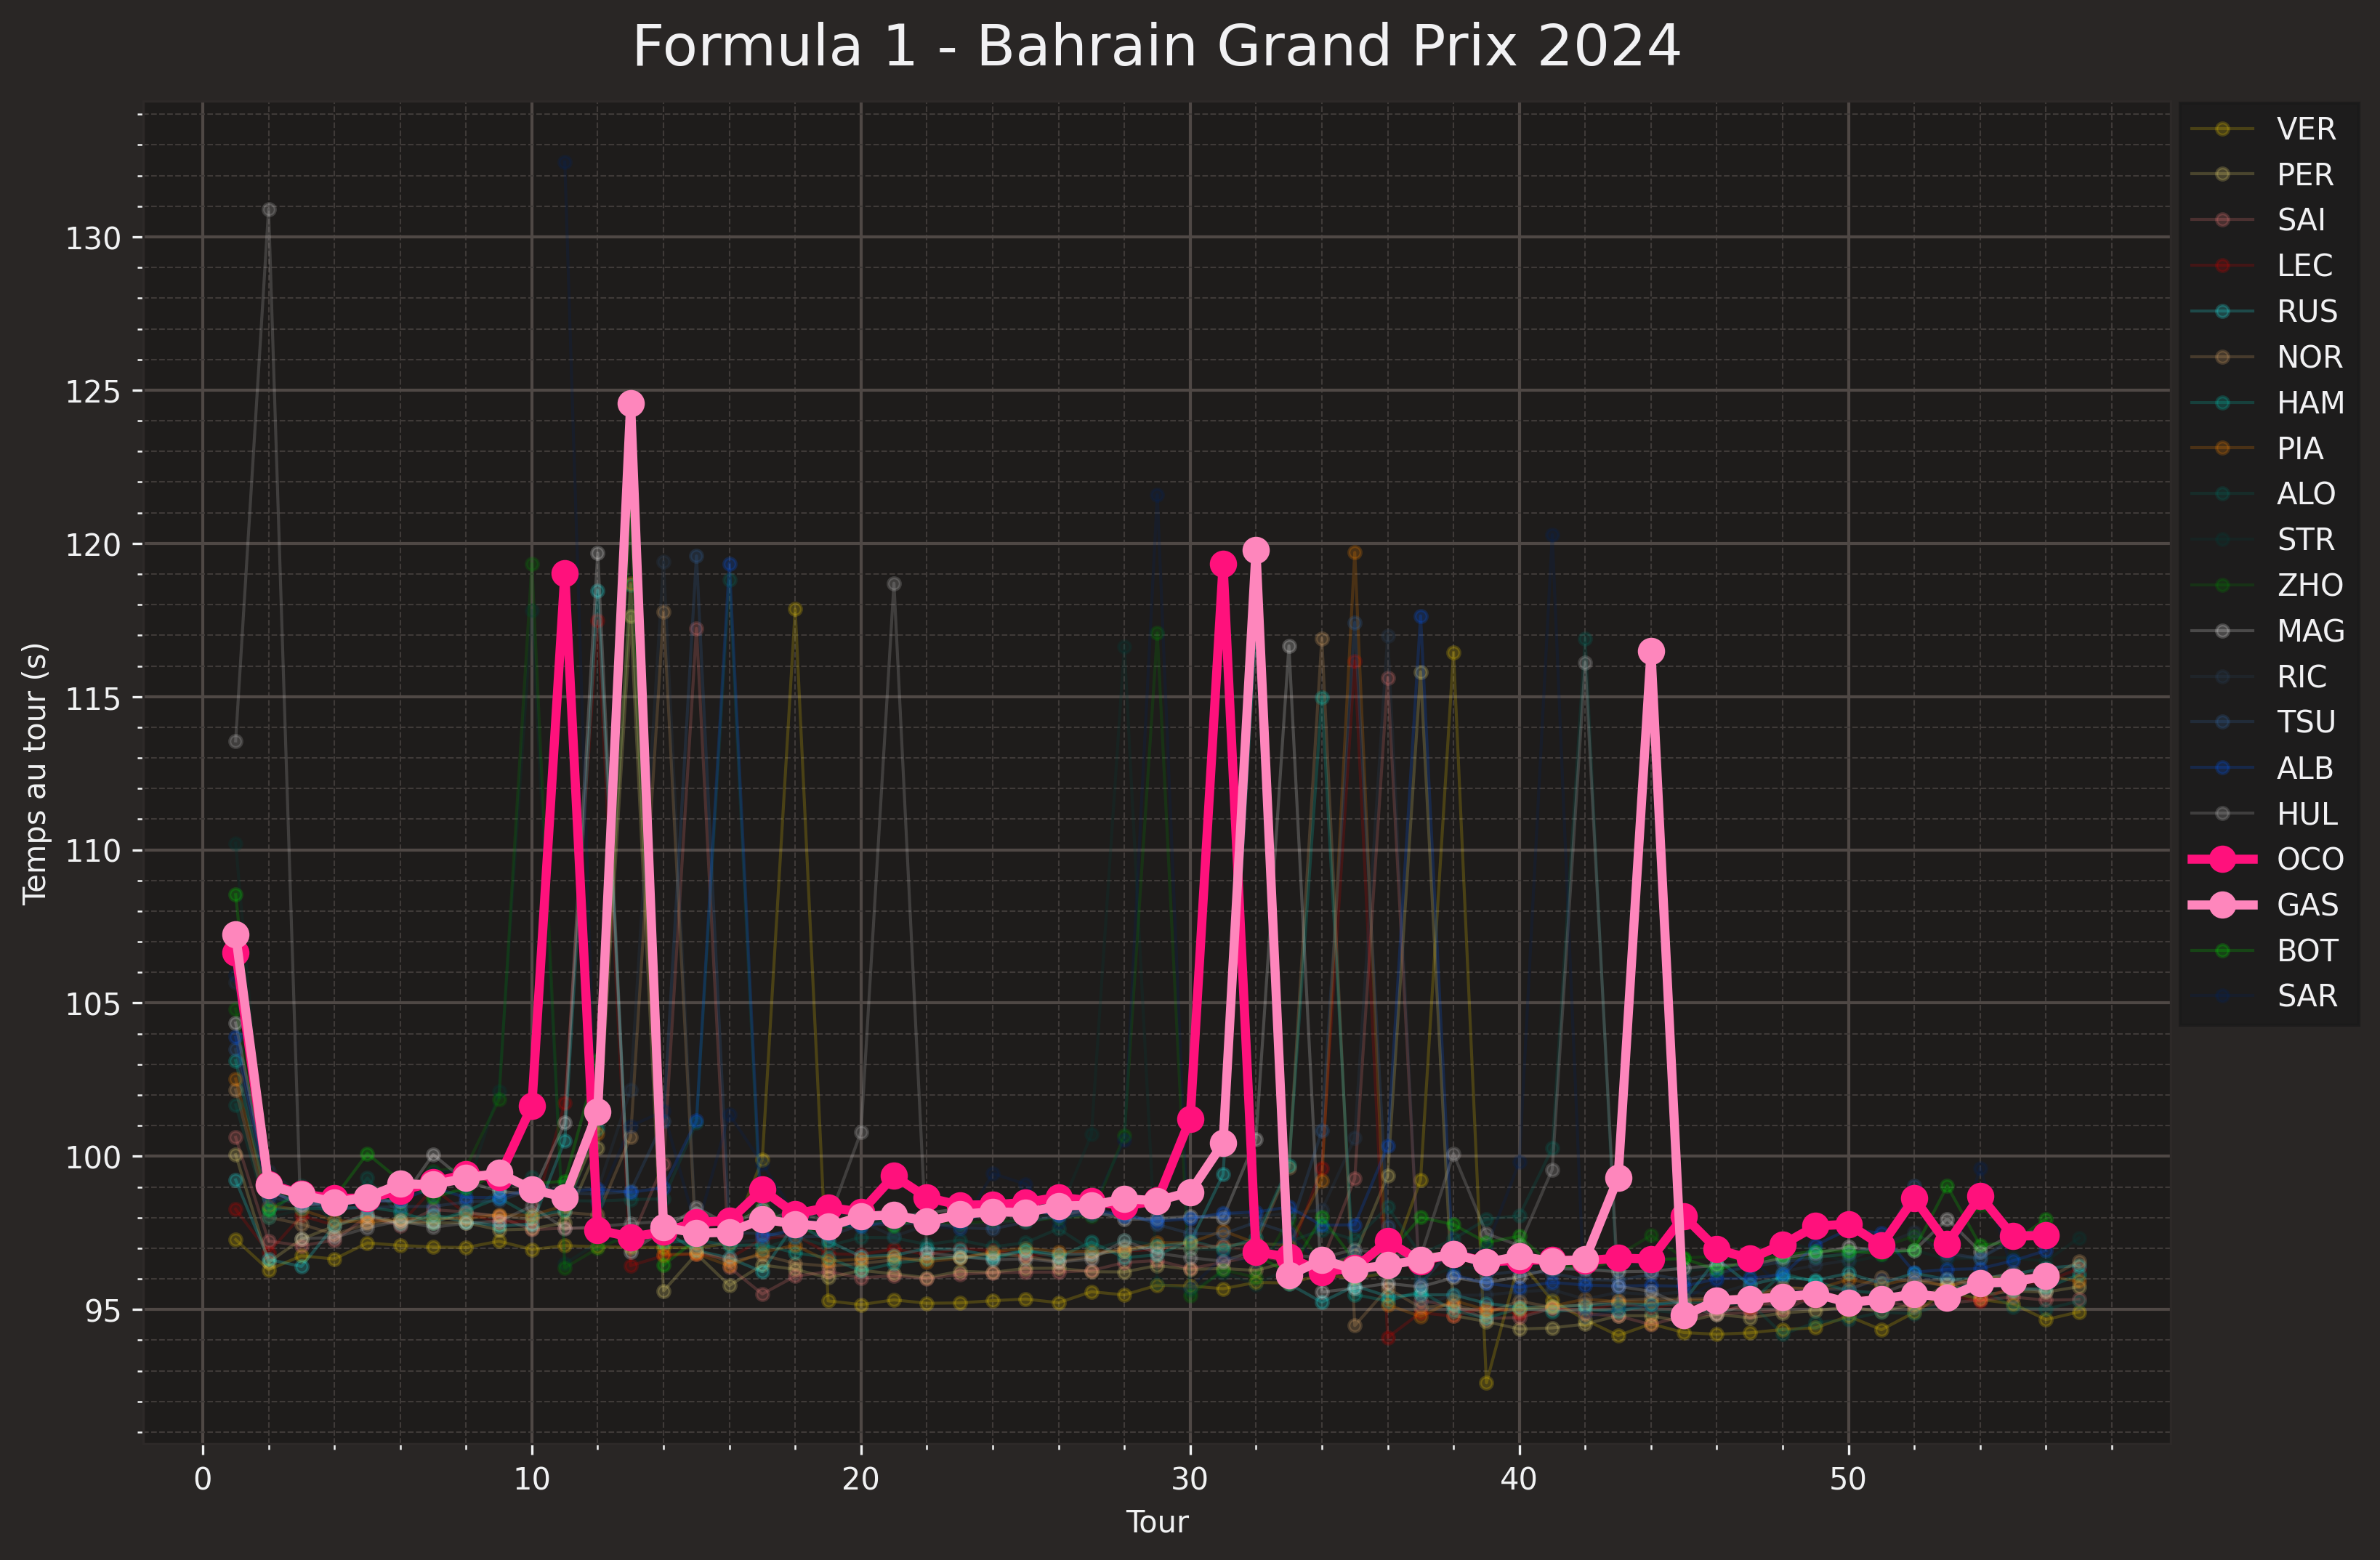 Formula 1 - Bahrain Grand Prix 2024
Temps au tour (s)
130
125
120
115
110
105
100
95
0 10 20 30 40 50
Tour
VER
PER
SAI
LEC
RUS
NOR
HAM
PIA
ALO
STR
ZHO
MAG
RIC
TSU
ALB
HUL
OCO
GAS
BOT
SAR